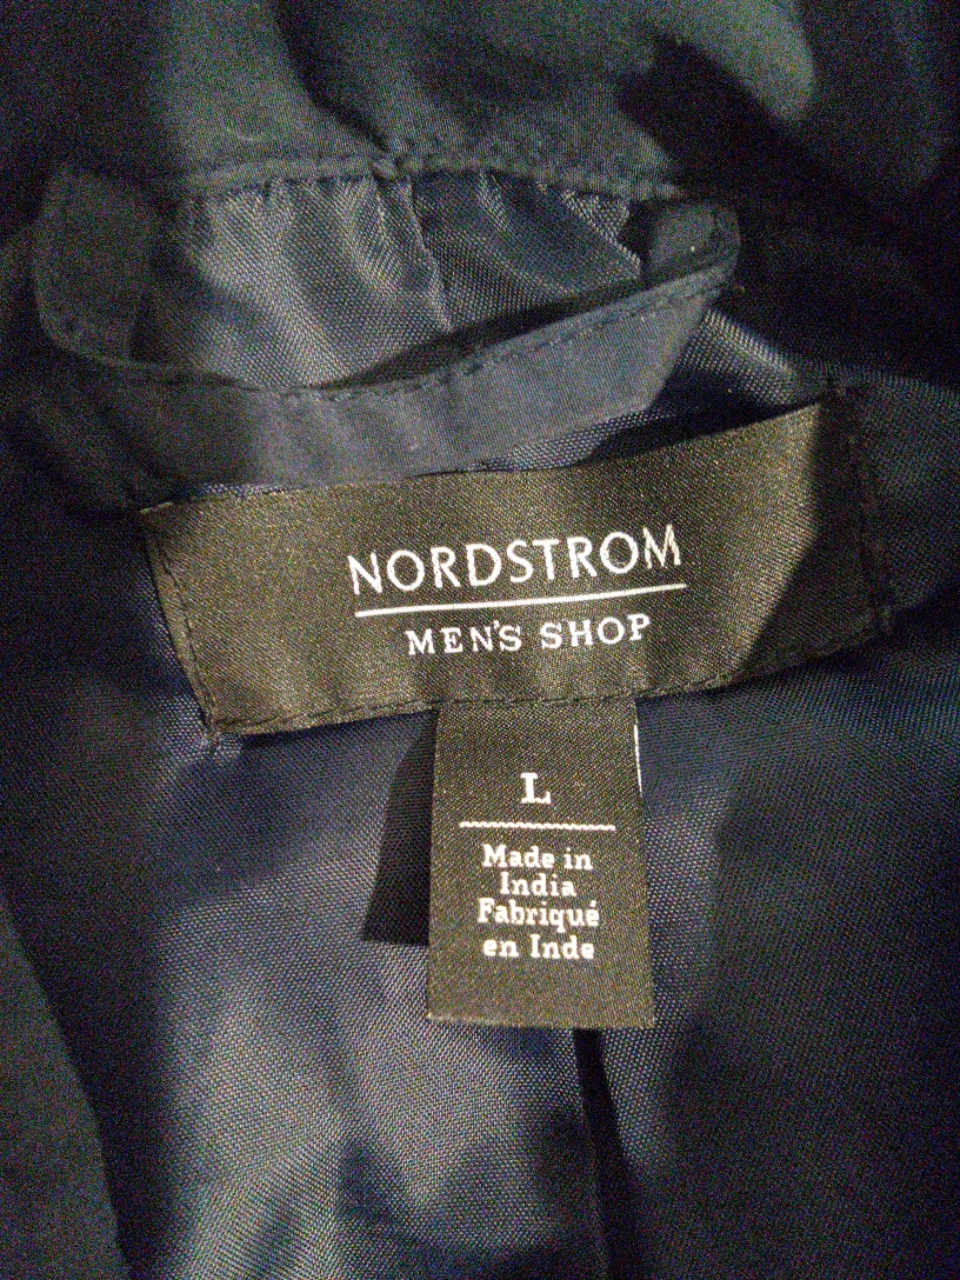 NORDSTROM
MEN'S SHOP
L
Made in
India
Fabriqué
en Inde